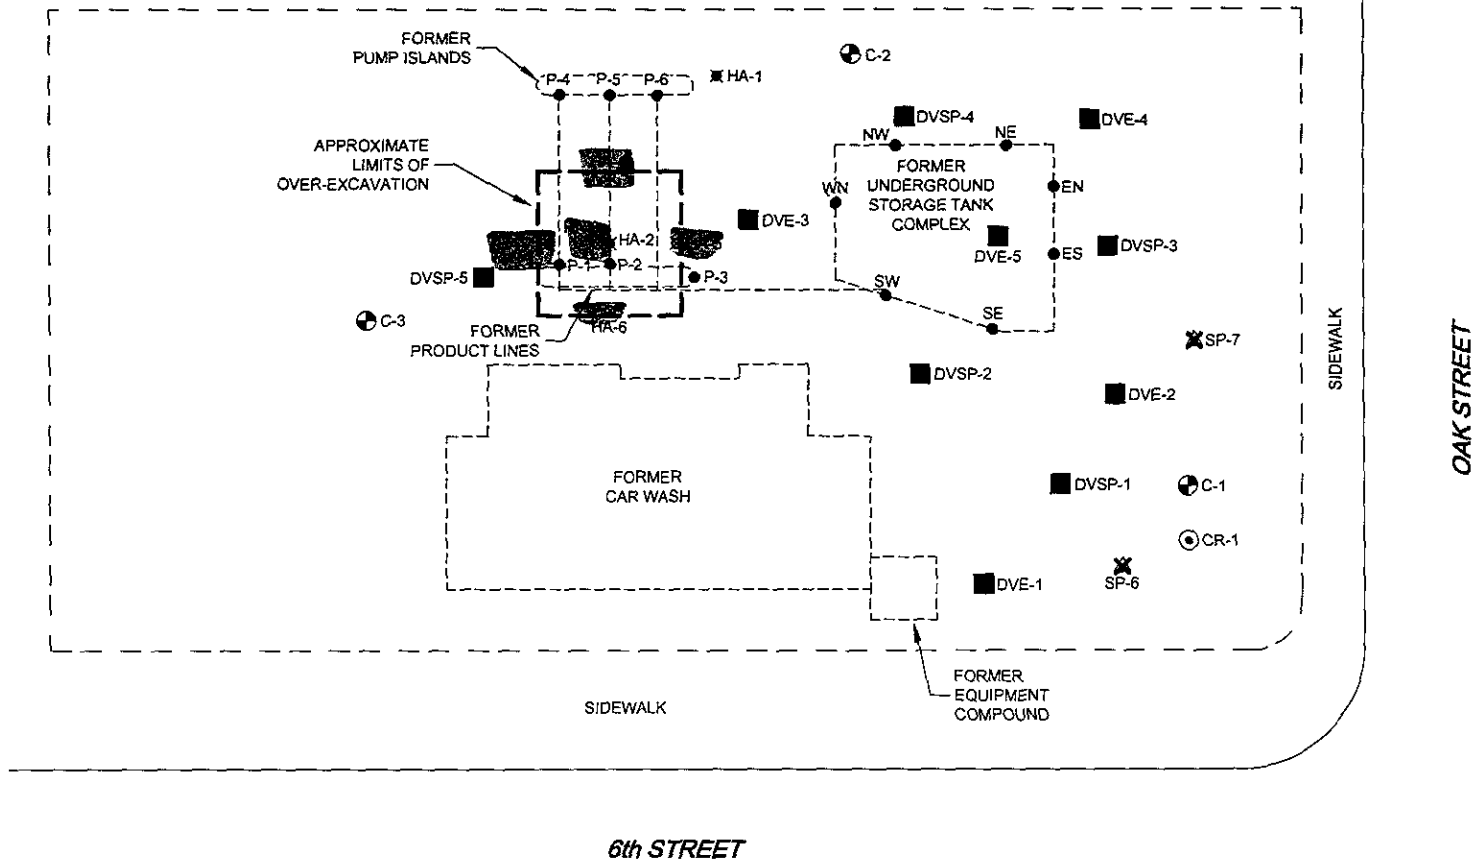 FORMER
PUMP ISLANDS
P-4
P-5
P-6
HA-1
C-2
APPROXIMATE
LIMITS OF
OVER-EXCAVATION
DVSP-4
DVE-4
NW
NE
FORMER
UNDERGROUND
STORAGE TANK
COMPLEX
WN
EN
DVE-3
HA-2
DVE-5
ES
DVSP-3
DVSP-5
P-1
P-2
P-3
SW
SE
C-3
FORMER
PRODUCT LINES
HA-6
SP-7
DVSP-2
DVE-2
FORMER
CAR WASH
DVSP-1
C-1
CR-1
DVE-1
SP-6
SIDEWALK
OAK STREET
FORMER
EQUIPMENT
COMPOUND
SIDEWALK
6th STREET